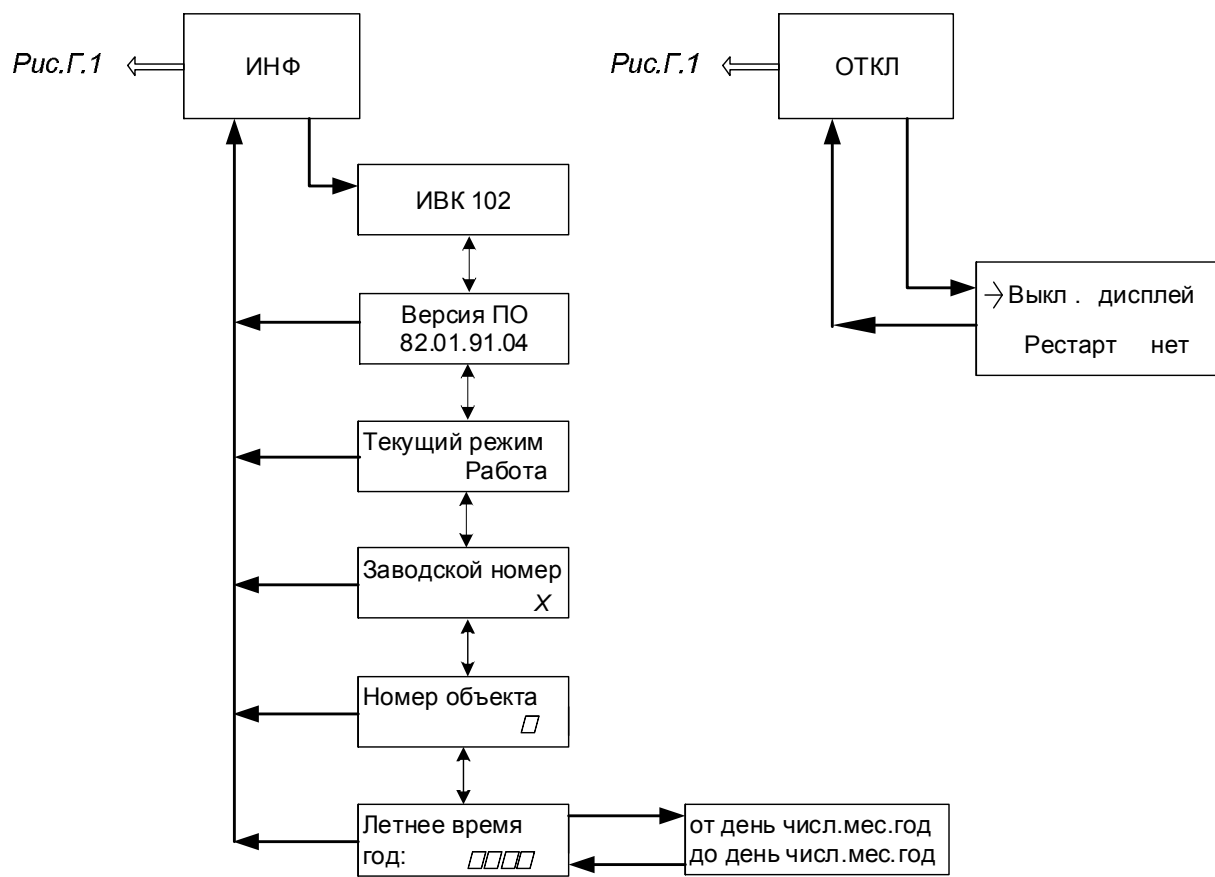 Рис.Г.1
ИНФ
ИВК 102
Версия ПО
82.01.91.04
Текущий режим
Работа
Заводской номер
X
Номер объекта
Летнее время
год:
от день числ.мес.год
до день числ.мес.год
Рис.Г.1
ОТКЛ
Выкл . дисплей
Рестарт нет